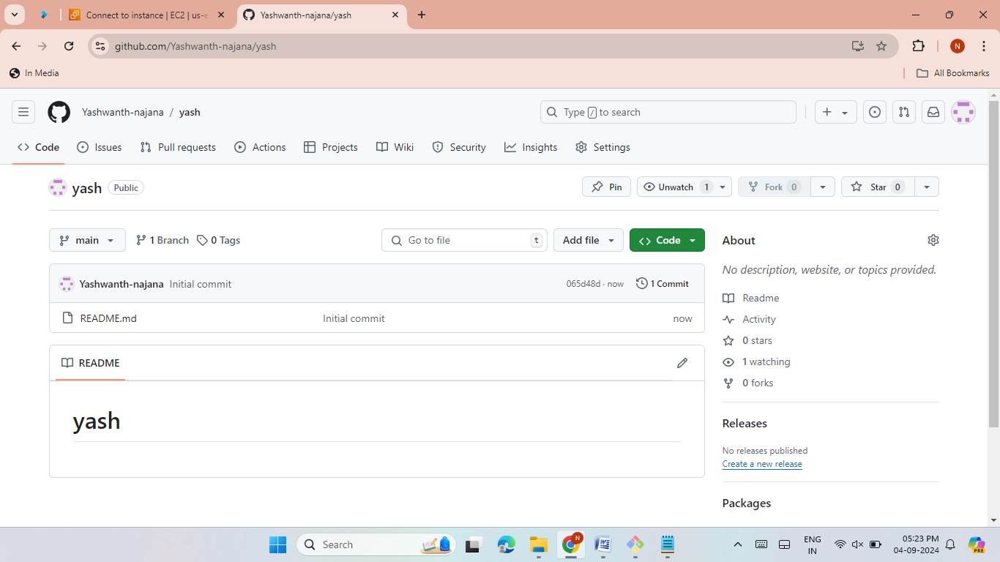 Connect to instance | EC2 | us-e
Yashwanth-najana/yash
github.com/Yashwanth-najana/yash
N
In Media
All Bookmarks
Yashwanth-najana / yash
Type / to search
Code
Issues
Pull requests
Actions
Projects
Wiki
Security
Insights
Settings
yash Public
Pin
Unwatch 1
Fork 0
Star 0
main
1 Branch
0 Tags
Go to file t
Add file
Code
About
Yashwanth-najana Initial commit
065d48d · now
1 Commit
No description, website, or topics provided.
README.md
Initial commit
now
Readme
Activity
0 stars
1 watching
0 forks
README
yash
Releases
No releases published
Create a new release
Packages
Search
N
ENG
IN
05:23 PM
04-09-2024
PRE